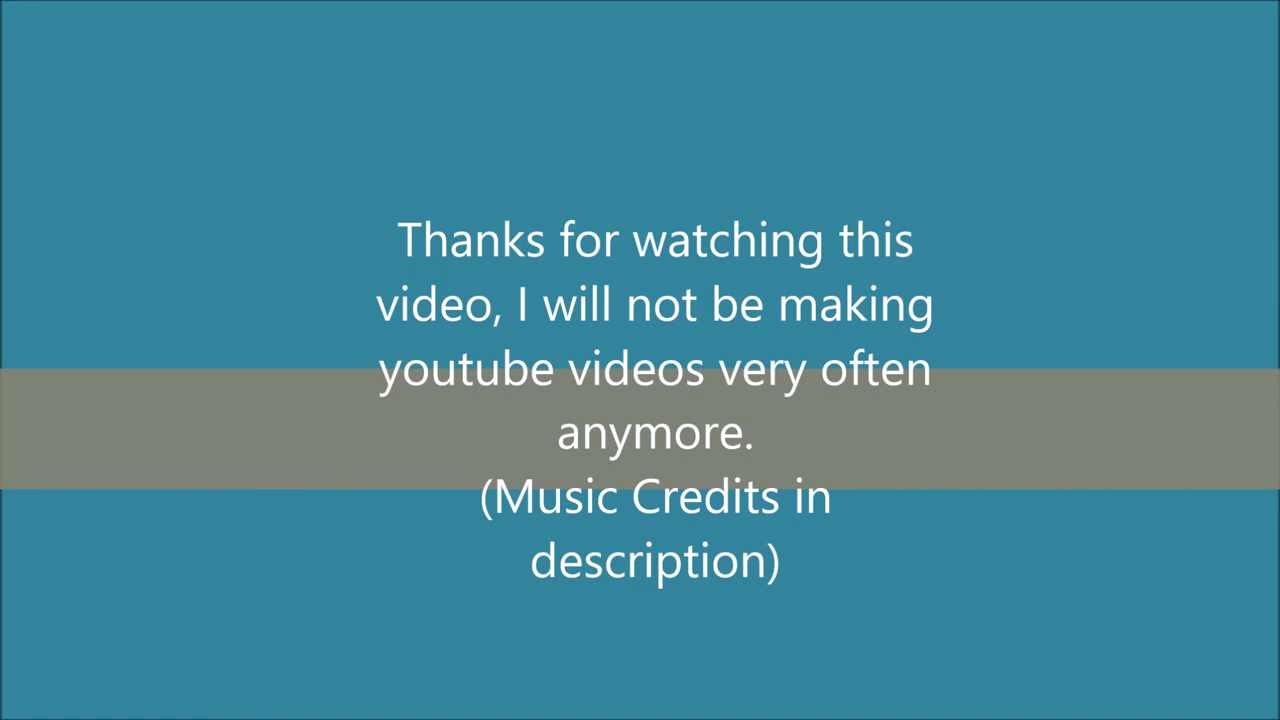 Thanks for watching this
video, I will not be making
youtube videos very often
anymore.
(Music Credits in
description)